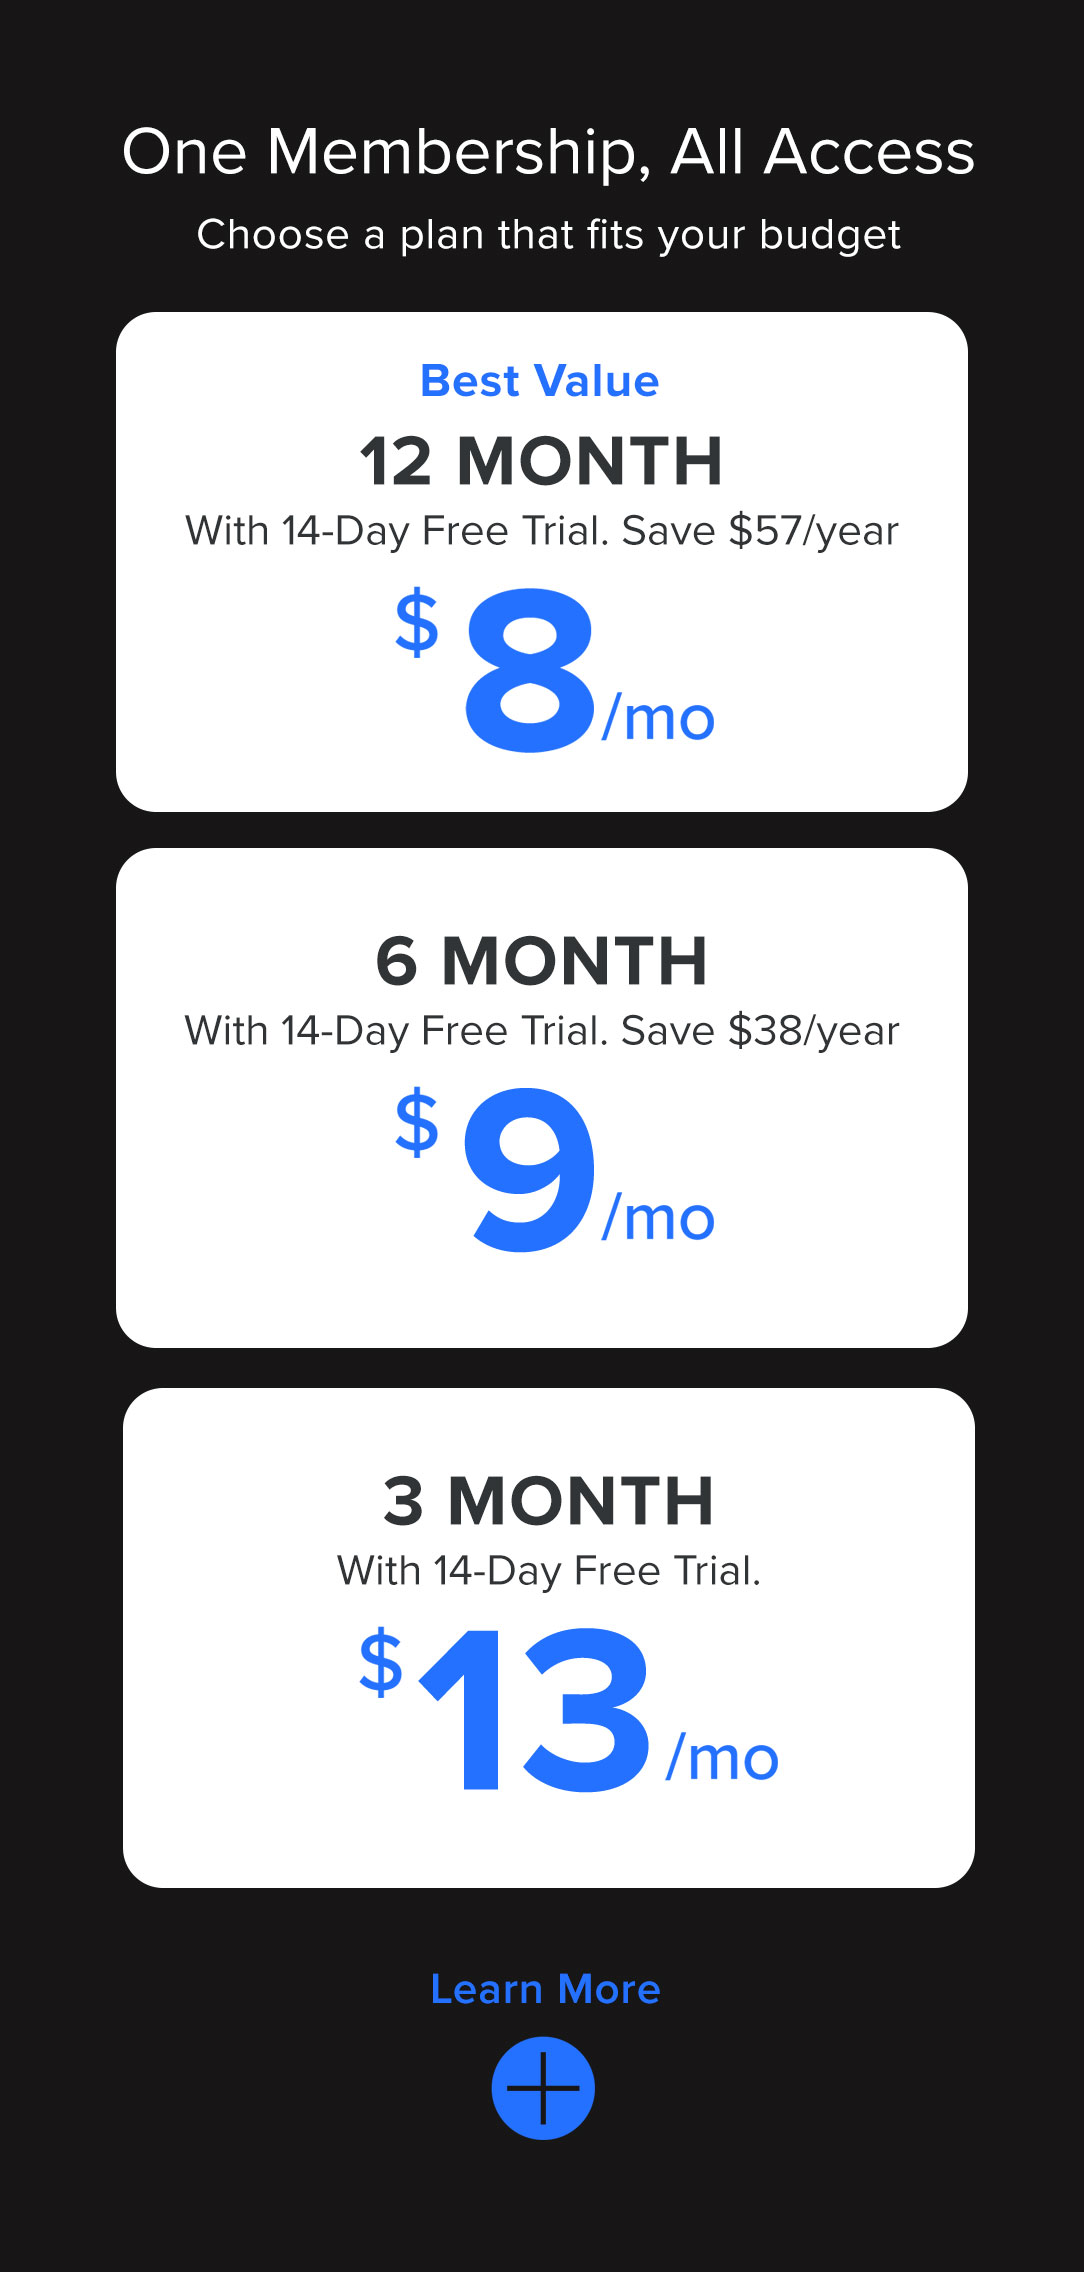 One Membership, All Access
Choose a plan that fits your budget
Best Value
12 MONTH
With 14-Day Free Trial. Save $57/year
$8/mo
6 MONTH
With 14-Day Free Trial. Save $38/year
$9/mo
3 MONTH
With 14-Day Free Trial.
$13/mo
Learn More